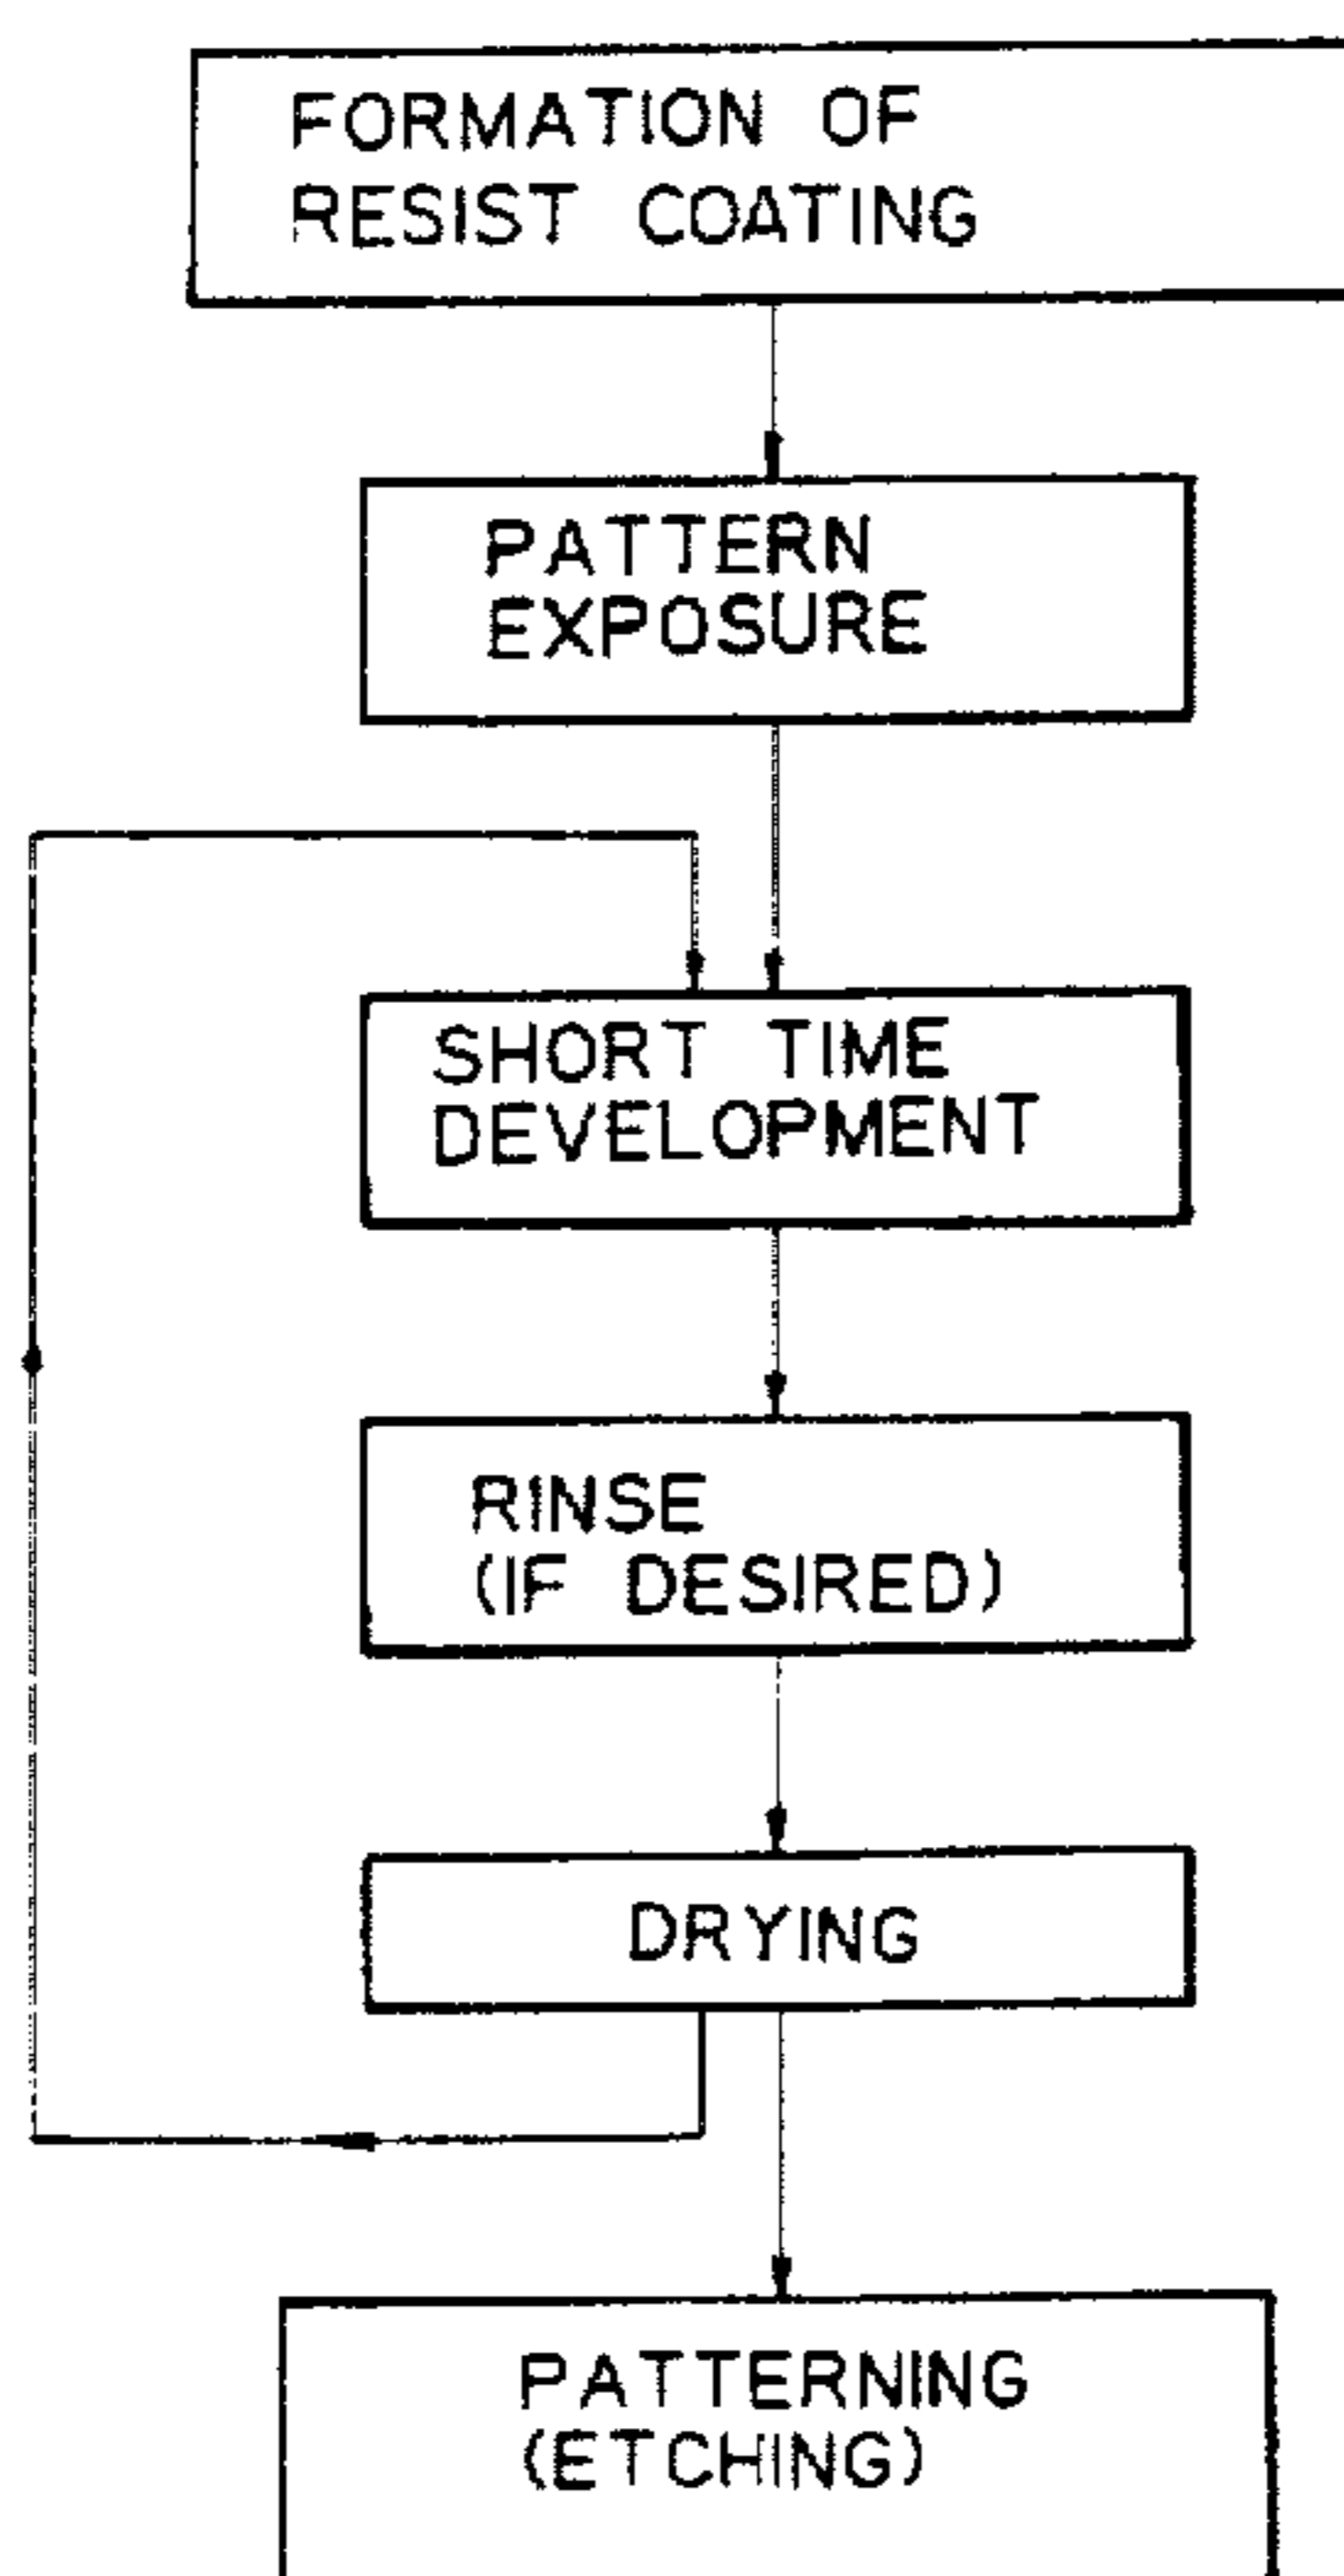 FORMATION OF
RESIST COATING
PATTERN
EXPOSURE
SHORT TIME
DEVELOPMENT
RINSE
(IF DESIRED)
DRYING
PATTERNING
(ETCHING)